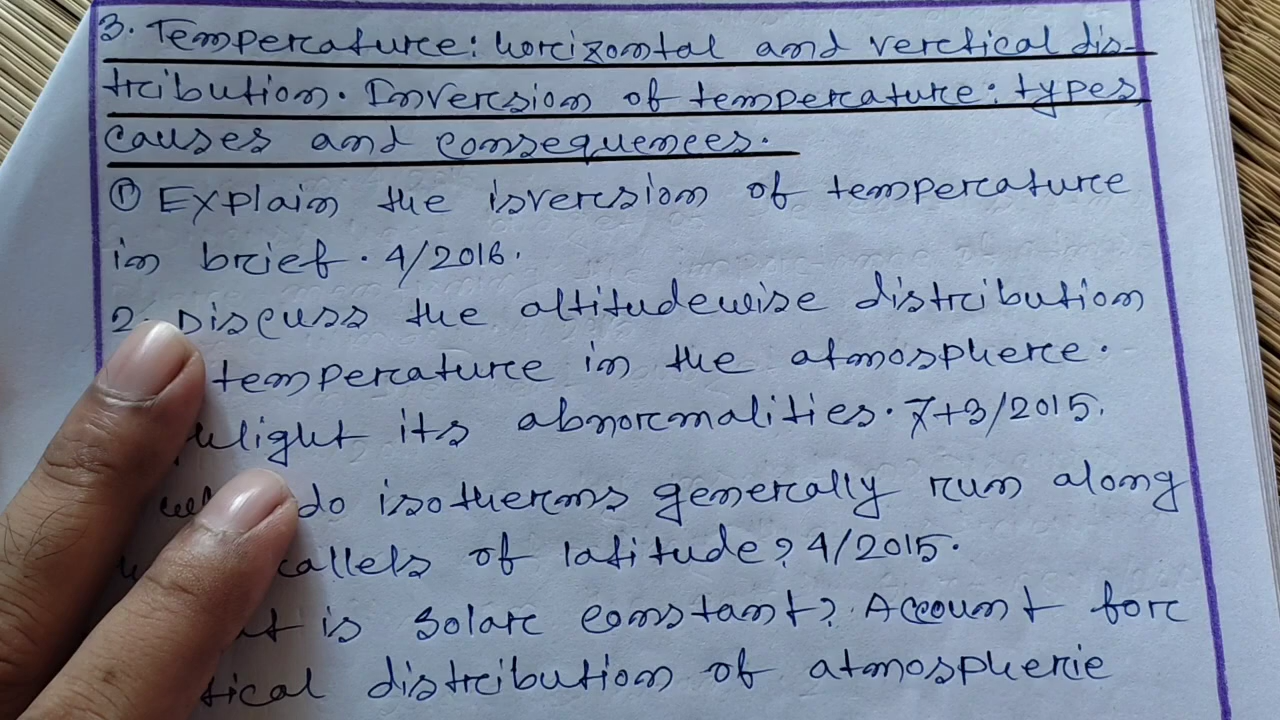 3. Temperature: horizontal and vertical dis-
tribution. Inversion of temperature: types,
causes and consequences.
① Explain the isversion of temperature
in brief. 4/2016.
2. Discuss the altitudewise distribution
temperature in the atmosphere.
light its abnormalities. 7+3/2015.
do isotherms generally run along
rallels of latitude? 4/2015.
is solar constant? Account for
tical distribution of atmospheric